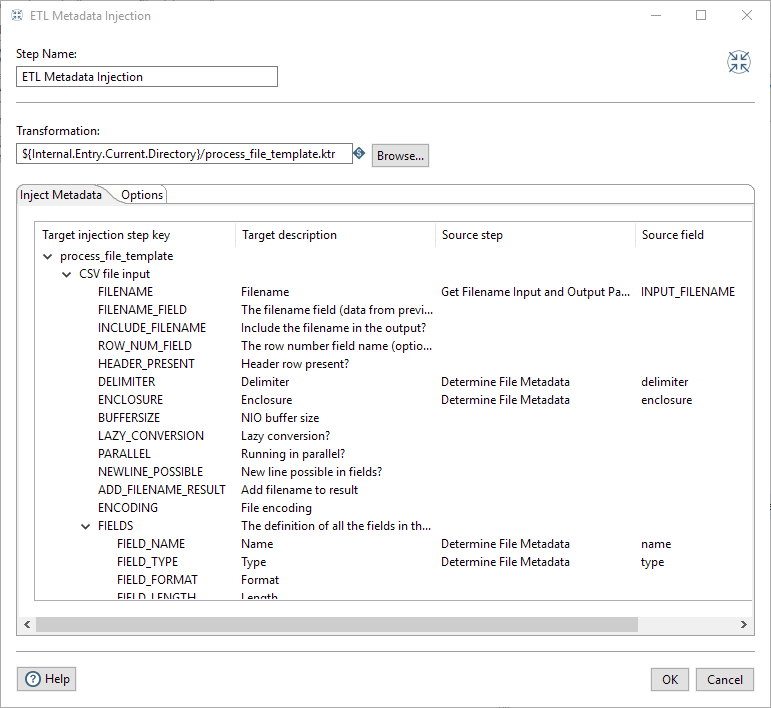 ETL Metadata Injection
Step Name:
ETL Metadata Injection
Transformation:
${Internal.Entry.Current.Directory}/process_file_template.ktr
Browse...
Inject Metadata Options
Target injection step key Target description Source step Source field
process_file_template
CSV file input
FILENAME Filename Get Filename Input and Output Pa... INPUT_FILENAME
FILENAME_FIELD The filename field (data from previ...
INCLUDE_FILENAME Include the filename in the output?
ROW_NUM_FIELD The row number field name (optio...
HEADER_PRESENT Header row present?
DELIMITER Delimiter Determine File Metadata delimiter
ENCLOSURE Enclosure Determine File Metadata enclosure
BUFFERSIZE NIO buffer size
LAZY_CONVERSION Lazy conversion?
PARALLEL Running in parallel?
NEWLINE_POSSIBLE New line possible in fields?
ADD_FILENAME_RESULT Add filename to result
ENCODING File encoding
FIELDS The definition of all the fields in th...
FIELD_NAME Name Determine File Metadata name
FIELD_TYPE Type Determine File Metadata type
FIELD_FORMAT Format
FIELD_LENGTH Length
Help OK Cancel